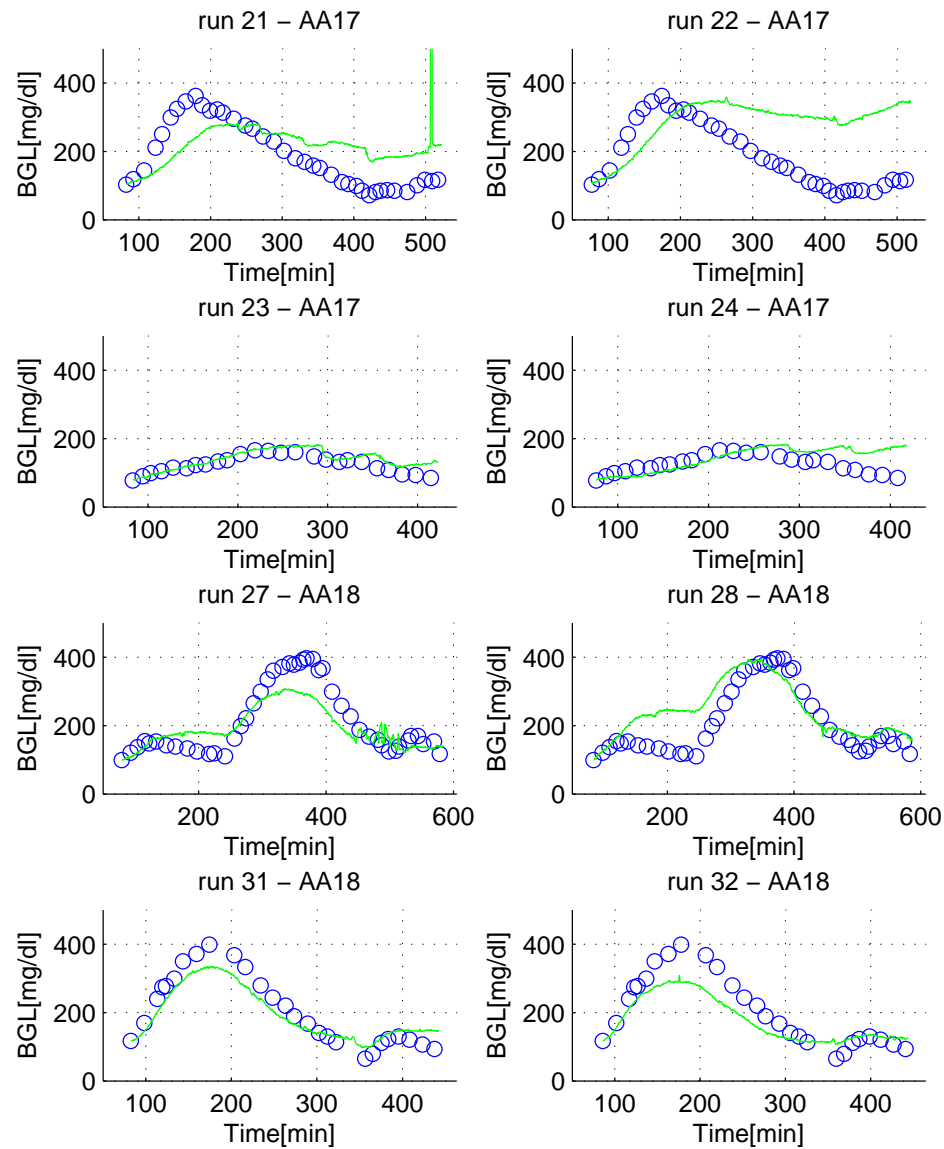 run 21 − AA17
run 22 − AA17
BGL[mg/dl]
400
200
0
100 200 300 400 500
Time[min]
BGL[mg/dl]
400
200
0
100 200 300 400 500
Time[min]
run 23 − AA17
run 24 − AA17
BGL[mg/dl]
400
200
0
100 200 300 400
Time[min]
BGL[mg/dl]
400
200
0
100 200 300 400
Time[min]
run 27 − AA18
run 28 − AA18
BGL[mg/dl]
400
200
0
200 400 600
Time[min]
BGL[mg/dl]
400
200
0
200 400 600
Time[min]
run 31 − AA18
run 32 − AA18
BGL[mg/dl]
400
200
0
100 200 300 400
Time[min]
BGL[mg/dl]
400
200
0
100 200 300 400
Time[min]